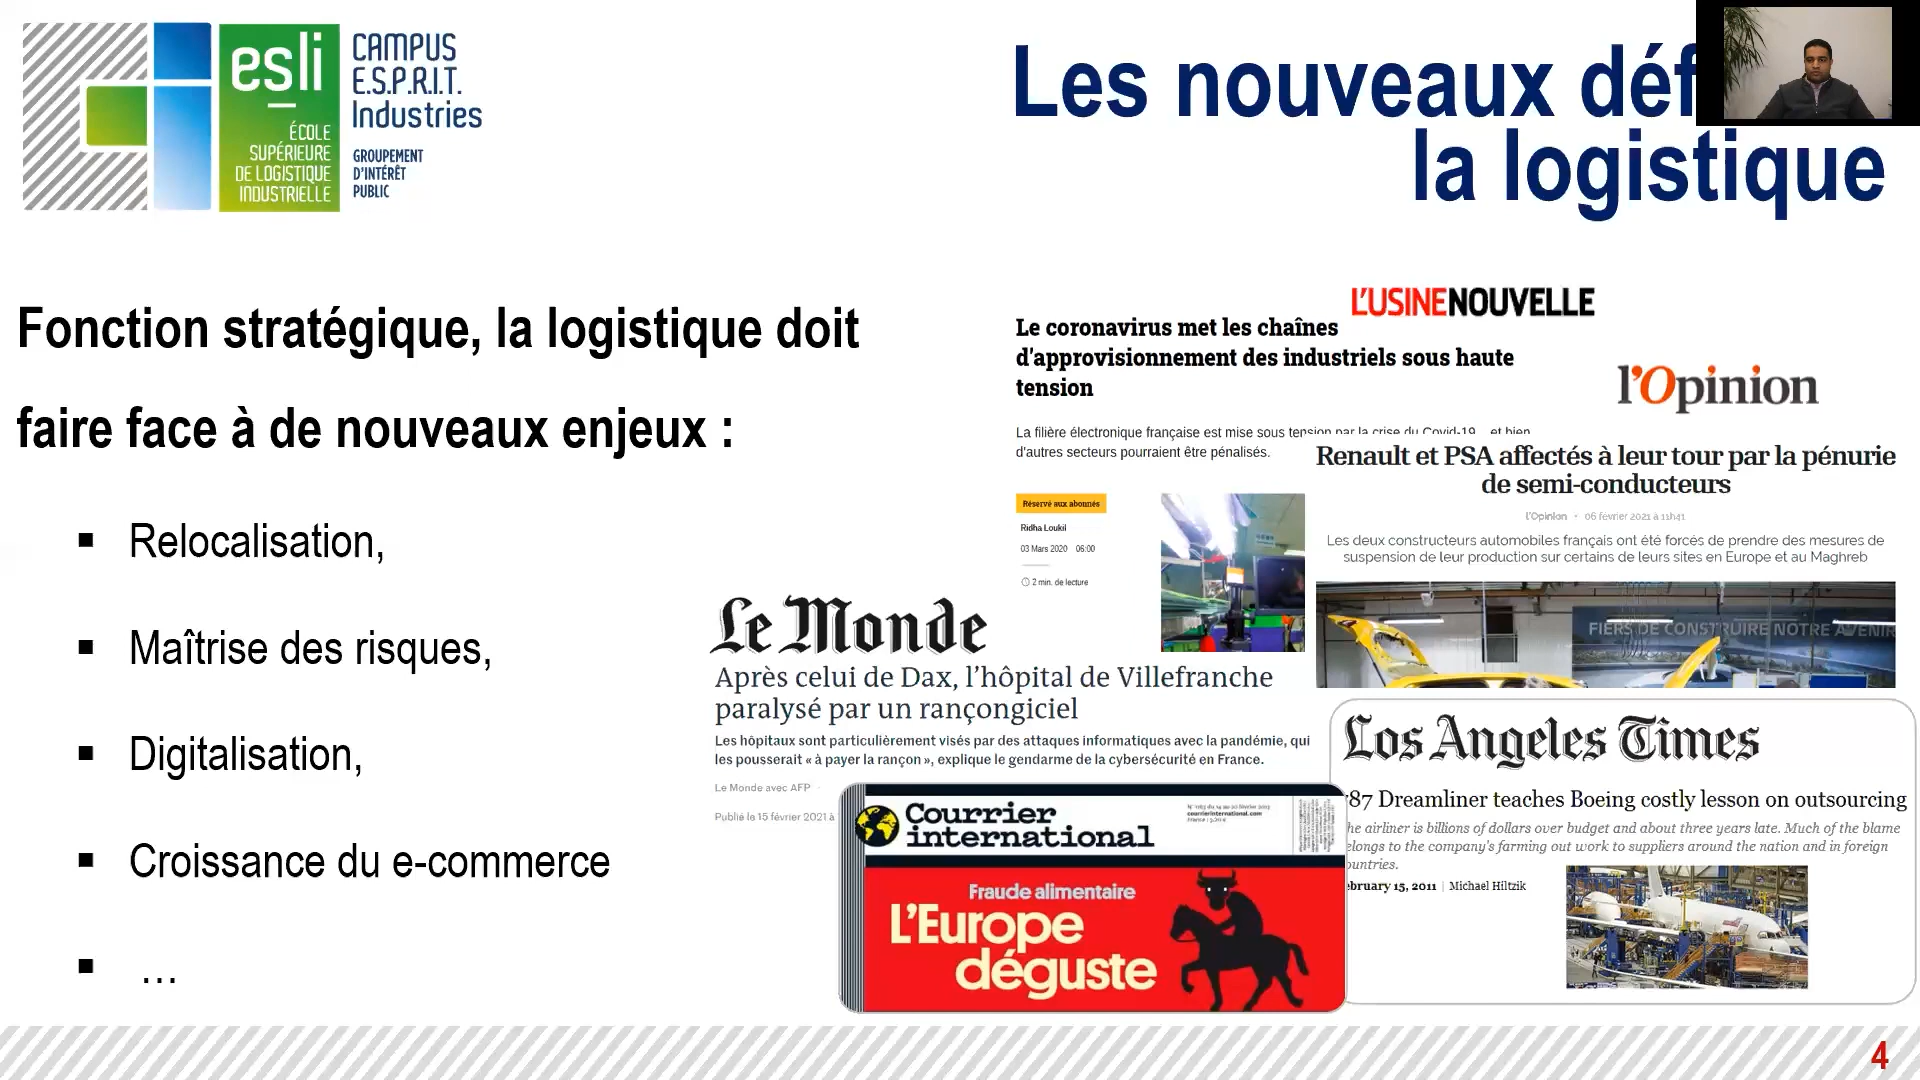 esli
ÉCOLE
SUPÉRIEURE
DE LOGISTIQUE
INDUSTRIELLE
CAMPUS
E.S.P.R.I.T.
Industries
GROUPEMENT
D'INTÉRÊT
PUBLIC
Les nouveaux déf
la logistique
Fonction stratégique, la logistique doit
faire face à de nouveaux enjeux :
▪ Relocalisation,
▪ Maîtrise des risques,
▪ Digitalisation,
▪ Croissance du e-commerce
▪ ...
L'USINENOUVELLE
Le coronavirus met les chaînes
d'approvisionnement des industriels sous haute
tension
La filière électronique française est mise sous tension par la crise du Covid-19... et bien
d'autres secteurs pourraient être pénalisés.
Réservé aux abonnés
Ridha Loukil
03 Mars 2020 06:00
2 min. de lecture
l'Opinion
Renault et PSA affectés à leur tour par la pénurie
de semi-conducteurs
l'Opinion • 06 février 2021 à 11h41
Les deux constructeurs automobiles français ont été forcés de prendre des mesures de
suspension de leur production sur certains de leurs sites en Europe et au Maghreb
FIERS DE CONSTRUIRE NOTRE AVENIR
Le Monde
Après celui de Dax, l'hôpital de Villefranche
paralysé par un rançongiciel
Les hôpitaux sont particulièrement visés par des attaques informatiques avec la pandémie, qui
les pousserait « à payer la rançon », explique le gendarme de la cybersécurité en France.
Le Monde avec AFP
Publié le 15 février 2021 à
Courrier
international
courrierinternational.com
Fraude alimentaire
L'Europe
déguste
Los Angeles Times
787 Dreamliner teaches Boeing costly lesson on outsourcing
he airliner is billions of dollars over budget and about three years late. Much of the blame
elongs to the company's farming out work to suppliers around the nation and in foreign
ountries.
ebruary 15, 2011 | Michael Hiltzik
4